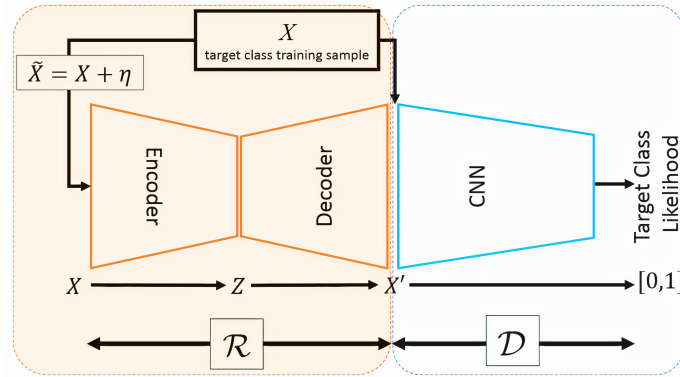 X
target class training sample
X̃ = X + η
Encoder
Decoder
CNN
Target Class
Likelihood
X Z X′ [0,1]
ℛ 𝒟